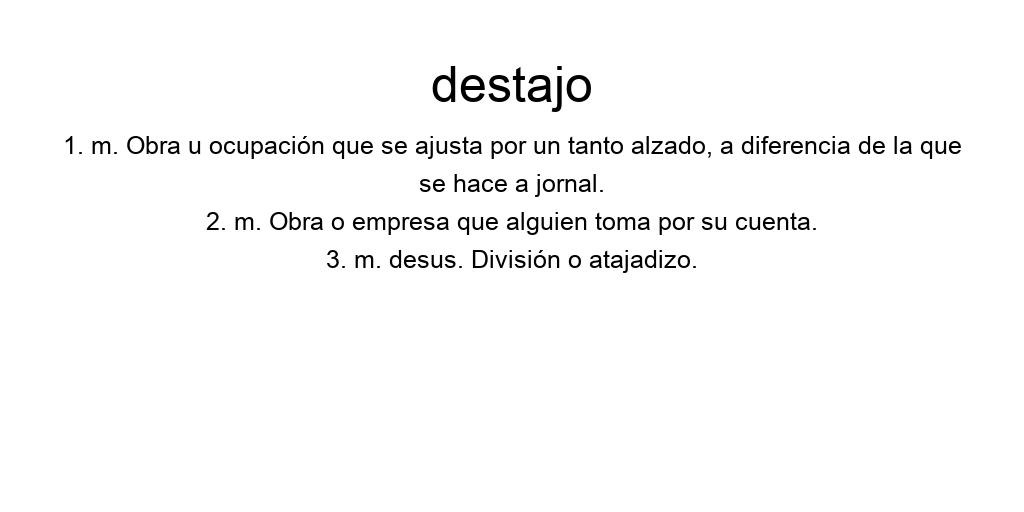 destajo
1. m. Obra u ocupación que se ajusta por un tanto alzado, a diferencia de la que
se hace a jornal.
2. m. Obra o empresa que alguien toma por su cuenta.
3. m. desus. División o atajadizo.